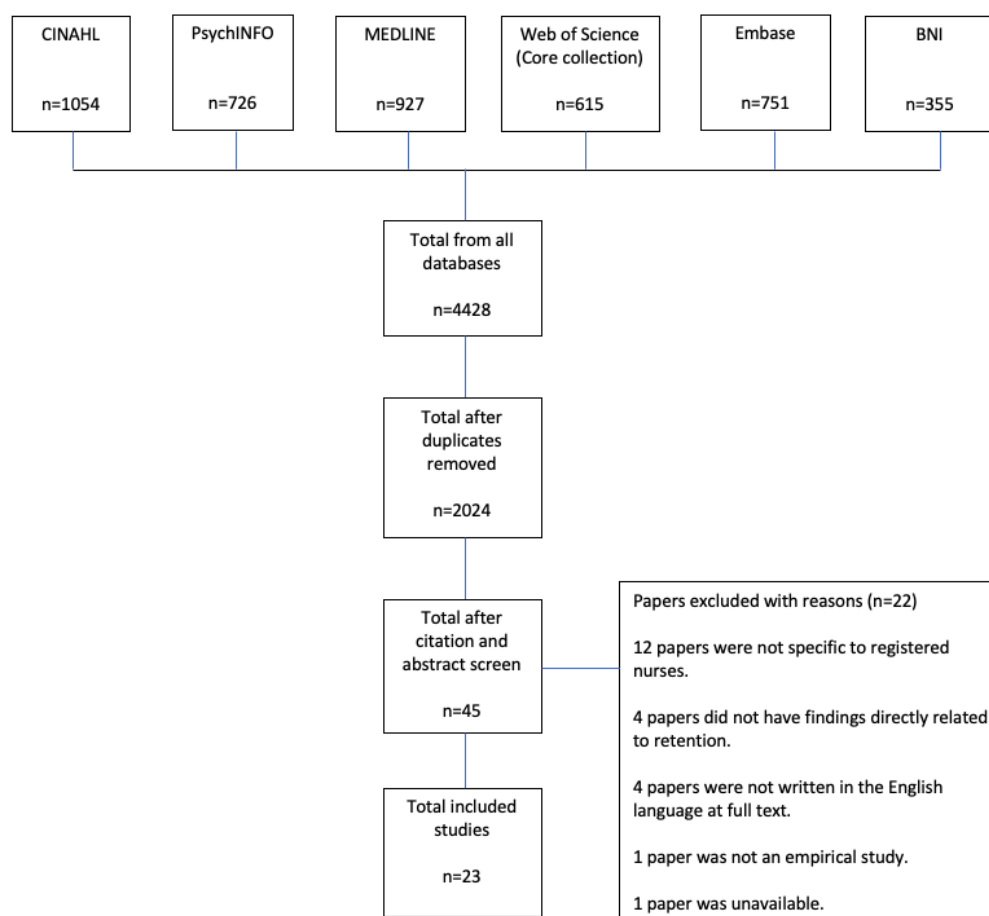 CINAHL
n=1054
PsychINFO
n=726
MEDLINE
n=927
Web of Science
(Core collection)
n=615
Embase
n=751
BNI
n=355
Total from all
databases
n=4428
Total after
duplicates
removed
n=2024
Total after
citation and
abstract screen
n=45
Papers excluded with reasons (n=22)
12 papers were not specific to registered
nurses.
4 papers did not have findings directly related
to retention.
4 papers were not written in the English
language at full text.
1 paper was not an empirical study.
1 paper was unavailable.
Total included
studies
n=23